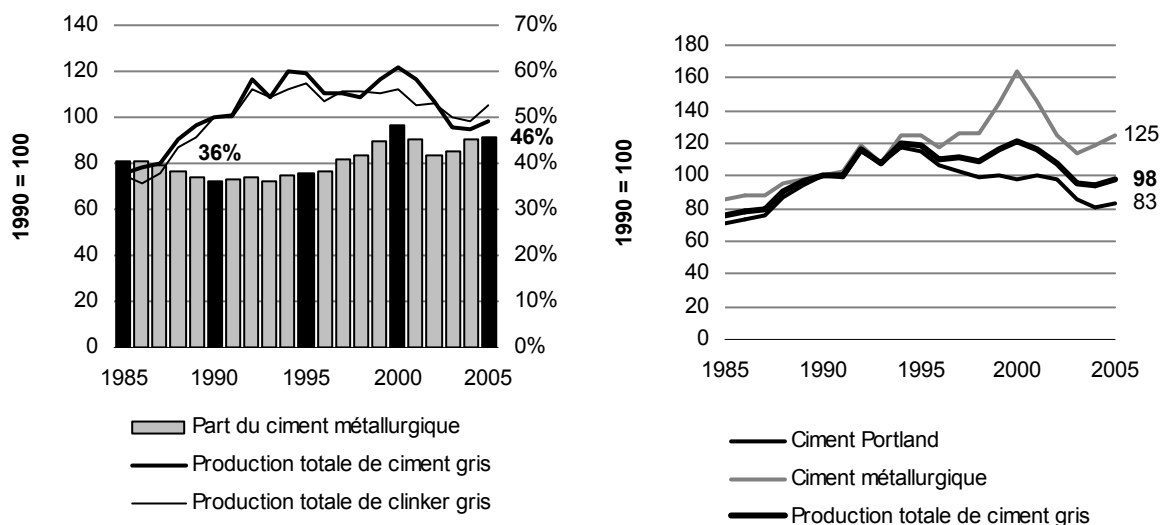 140 70%
120 60%
100 50%
80 40%
60 30%
40 20%
20 10%
0 0%
1990 = 100
36%
46%
1985 1990 1995 2000 2005
Part du ciment métallurgique
Production totale de ciment gris
Production totale de clinker gris
180
160
140
120
100
80
60
40
20
0
1990 = 100
125
98
83
1985 1990 1995 2000 2005
Ciment Portland
Ciment métallurgique
Production totale de ciment gris